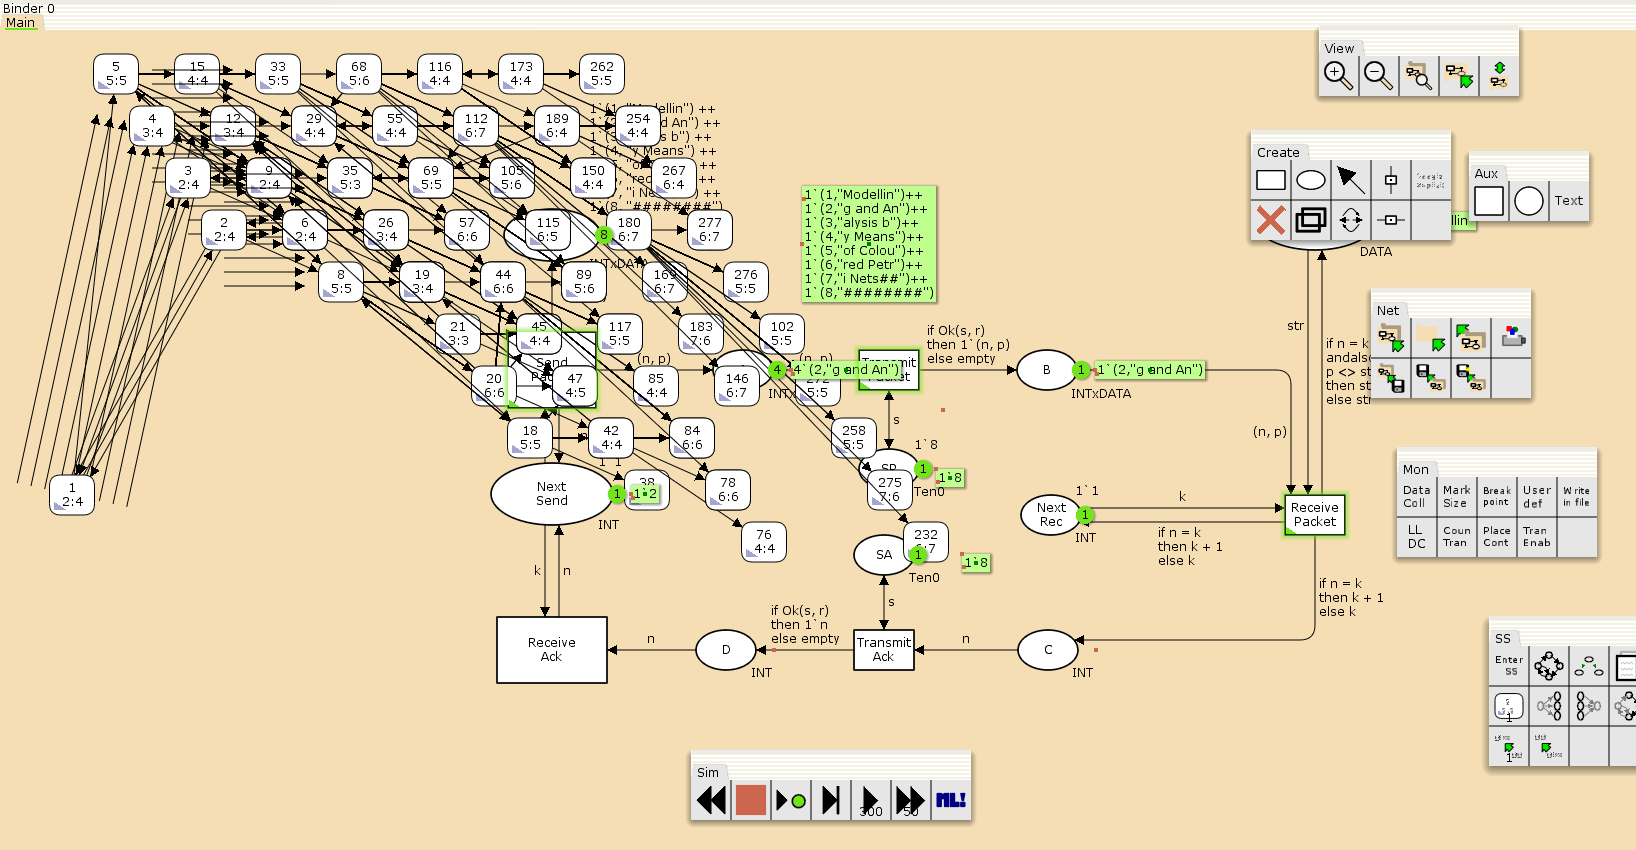 Binder 0
Main
View
5
5:5
15
4:4
33
5:5
68
5:6
116
4:4
173
4:4
262
5:5
4
3:4
12
3:4
29
4:4
55
4:4
112
6:7
189
6:4
254
4:4
3
2:4
9
2:4
35
5:3
69
5:5
105
5:6
150
4:4
267
6:4
2
2:4
6
2:4
26
3:4
57
6:6
115
6:5
8
180
6:7
277
6:7
INTxDATA
8
5:5
19
3:4
44
6:6
89
5:6
169
6:7
276
5:5
21
3:3
45
4:4
117
5:5
183
6:7
102
5:5
20
6:6
47
4:5
85
4:4
146
6:7
18
5:5
42
4:4
84
6:6
258
5:5
38
78
6:6
275
7:6
76
4:4
232
1
2:4
1`(1,"Modellin")++
1`(2,"g and An")++
1`(3,"alysis b")++
1`(4,"y Means")++
1`(5,"of Colou")++
1`(6,"red Petr")++
1`(7,"i Nets##")++
1`(8,"########")
Create
Aux
Text
DATA
Net
str
(n, p)
(n, p)
4
4`(2,"g and An")
if Ok(s, r)
then 1`(n, p)
else empty
B
1
1`(2,"g and An")
INTxDATA
(n, p)
s
1`8
1
1`8
Ten0
SA
1
1`8
Ten0
s
Next
Send
1
1`2
INT
k
n
Receive
Ack
n
D
INT
if Ok(s, r)
then 1`n
else empty
Transmit
Ack
n
C
INT
Next
Rec
1`1
1
INT
k
if n = k
then k + 1
else k
Receive
Packet
if n = k
then k + 1
else k
Mon
Data
Coll
Mark
Size
Break
point
User
def
Write
in file
LL
DC
Coun
Tran
Place
Cont
Tran
Enab
SS
Enter
SS
1
1
Sim
300
50
ML!